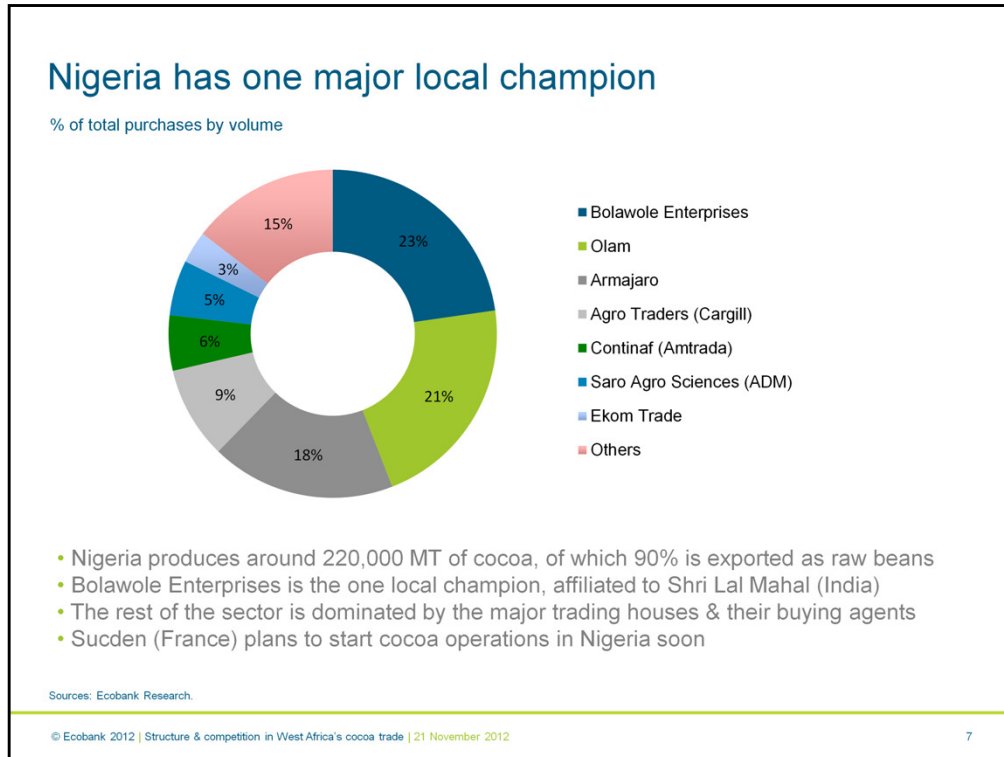 Nigeria has one major local champion
% of total purchases by volume
15%
23%
3%
5%
6%
9%
21%
18%
Bolawole Enterprises
Olam
Armajaro
Agro Traders (Cargill)
Continaf (Amtrada)
Saro Agro Sciences (ADM)
Ekom Trade
Others
• Nigeria produces around 220,000 MT of cocoa, of which 90% is exported as raw beans
• Bolawole Enterprises is the one local champion, affiliated to Shri Lal Mahal (India)
• The rest of the sector is dominated by the major trading houses & their buying agents
• Sucden (France) plans to start cocoa operations in Nigeria soon
Sources: Ecobank Research.
© Ecobank 2012 | Structure & competition in West Africa's cocoa trade | 21 November 2012 7